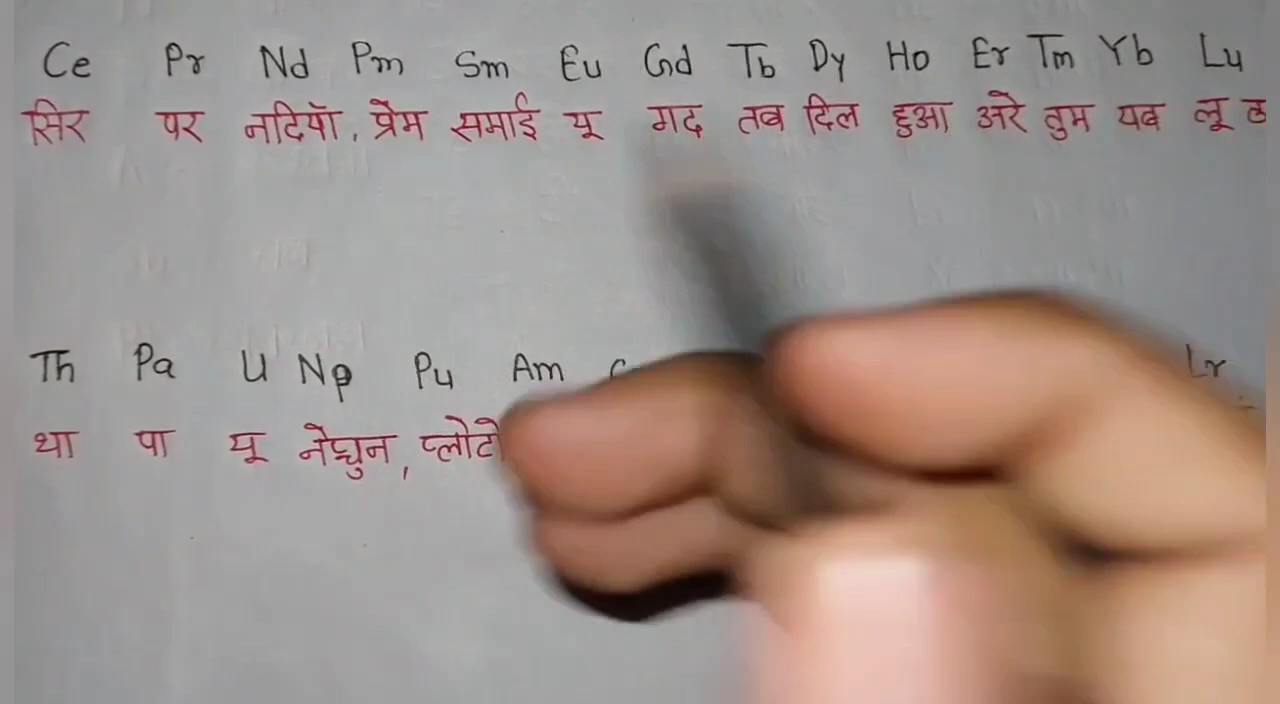 Ce Pr Nd Pm Sm Eu Gd Tb Dy Ho Er Tm Yb Lu
सिर पर नदियाँ, प्रेम समाई यू गद तब दिल हुआ अरे तुम यब लू
Th Pa U Np Pu Am Lr
था पा यू नेप्चुन, प्लोटो